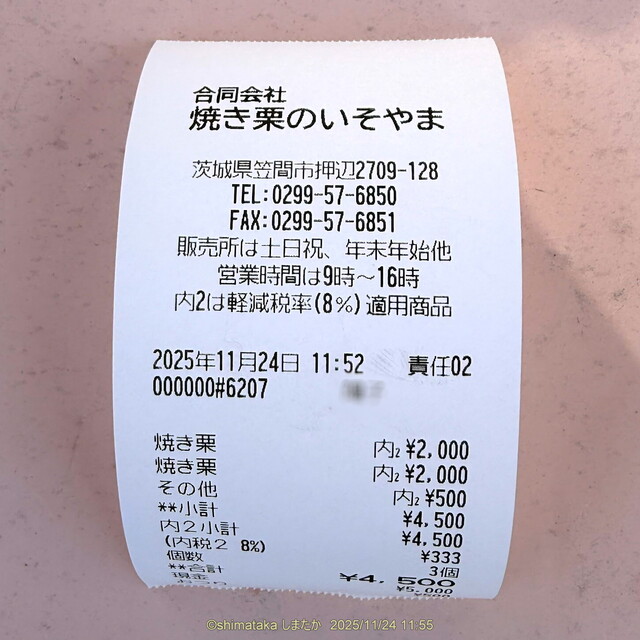 合同会社
焼き栗のいそやま
茨城県笠間市押辺2709-128
TEL:0299-57-6850
FAX:0299-57-6851
販売所は土日祝、年末年始他
営業時間は9時～16時
内2は軽減税率(8%)適用商品
2025年11月24日 11:52 責任02
000000#6207
焼き栗 内2 ¥2,000
焼き栗 内2 ¥2,000
その他 内2 ¥500
**小計 ¥4,500
内2小計 ¥4,500
(内税2 8%) ¥333
個数 3個
**合計 ¥4,500
現金 ¥5,000
©shimataka しまたか 2025/11/24 11:55